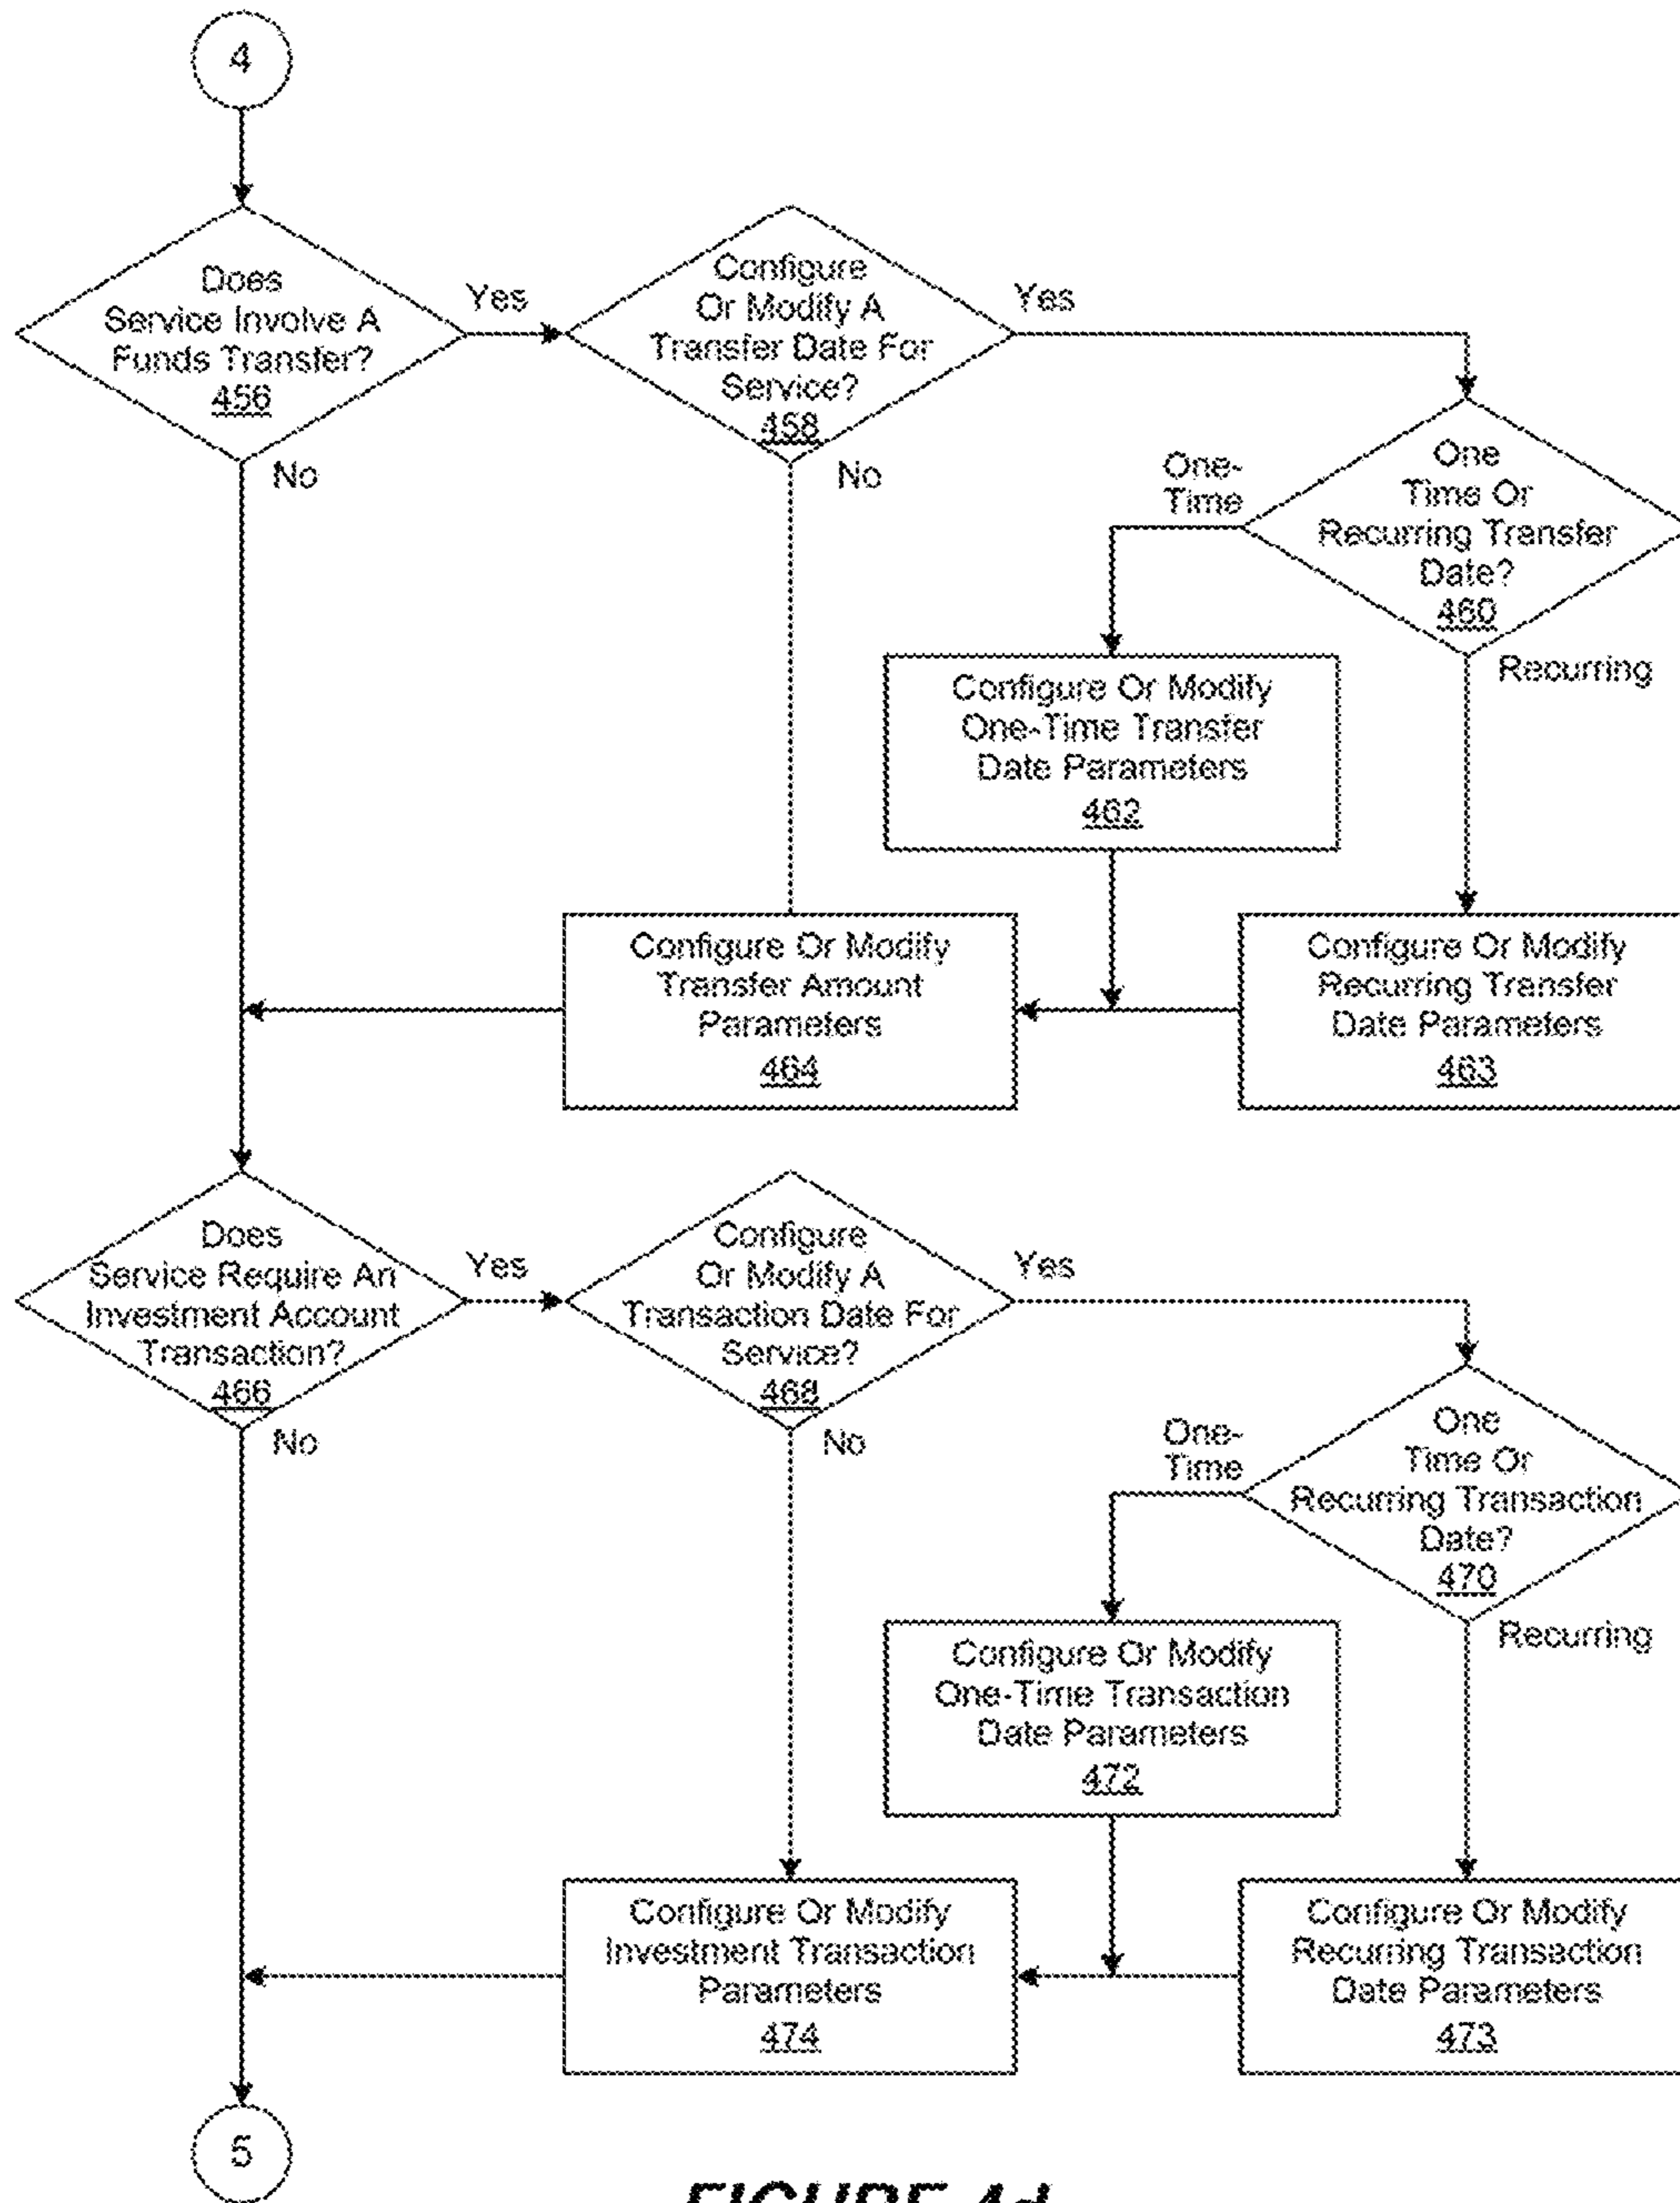 4
Does
Service Involve A
Funds Transfer?
456
Yes
No
Configure
Or Modify A
Transfer Date For
Service?
458
Yes
No
One
Time Or
Recurring Transfer
Date?
460
One-
Time
Recurring
Configure Or Modify
One-Time Transfer
Date Parameters
462
Configure Or Modify
Transfer Amount
Parameters
464
Configure Or Modify
Recurring Transfer
Date Parameters
463
Does
Service Require An
Investment Account
Transaction?
466
Yes
No
Configure
Or Modify A
Transaction Date For
Service?
468
Yes
No
One
Time Or
Recurring Transaction
Date?
470
One-
Time
Recurring
Configure Or Modify
One-Time Transaction
Date Parameters
472
Configure Or Modify
Investment Transaction
Parameters
474
Configure Or Modify
Recurring Transaction
Date Parameters
473
5
FIGURE 4d